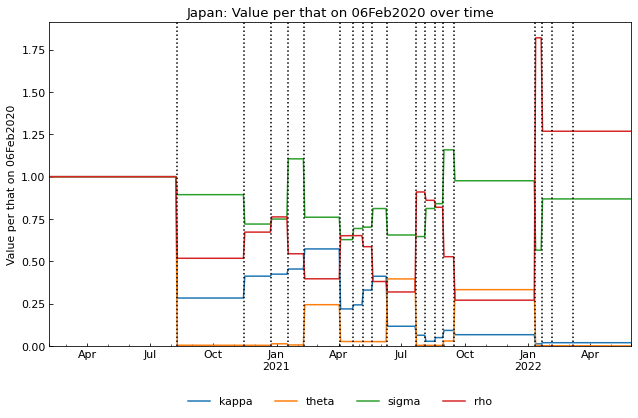 Japan: Value per that on 06Feb2020 over time
Value per that on 06Feb2020
1.75
1.50
1.25
1.00
0.75
0.50
0.25
0.00
Apr Jul Oct Jan Apr Jul Oct Jan Apr
2021 2022
kappa theta sigma rho